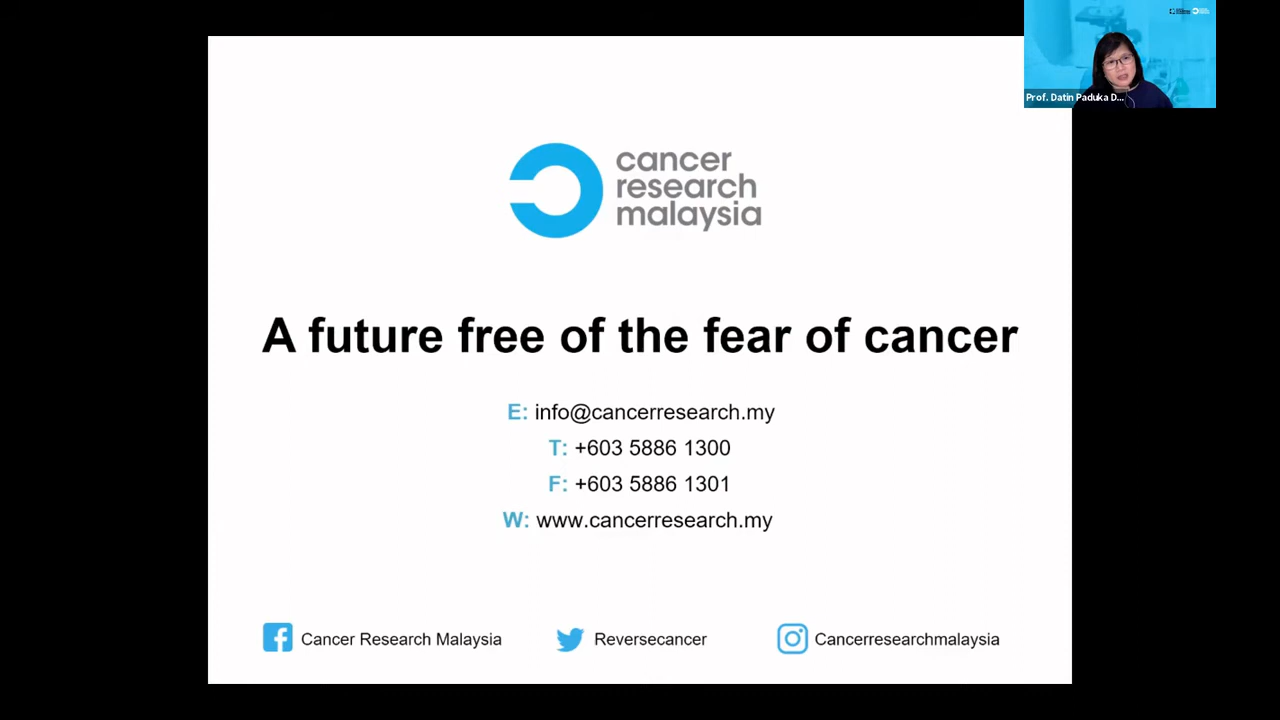 Prof. Datin Paduka D...
cancer
research
malaysia
A future free of the fear of cancer
E: info@cancerresearch.my
T: +603 5886 1300
F: +603 5886 1301
W: www.cancerresearch.my
Cancer Research Malaysia
Reversecancer
Cancerresearchmalaysia